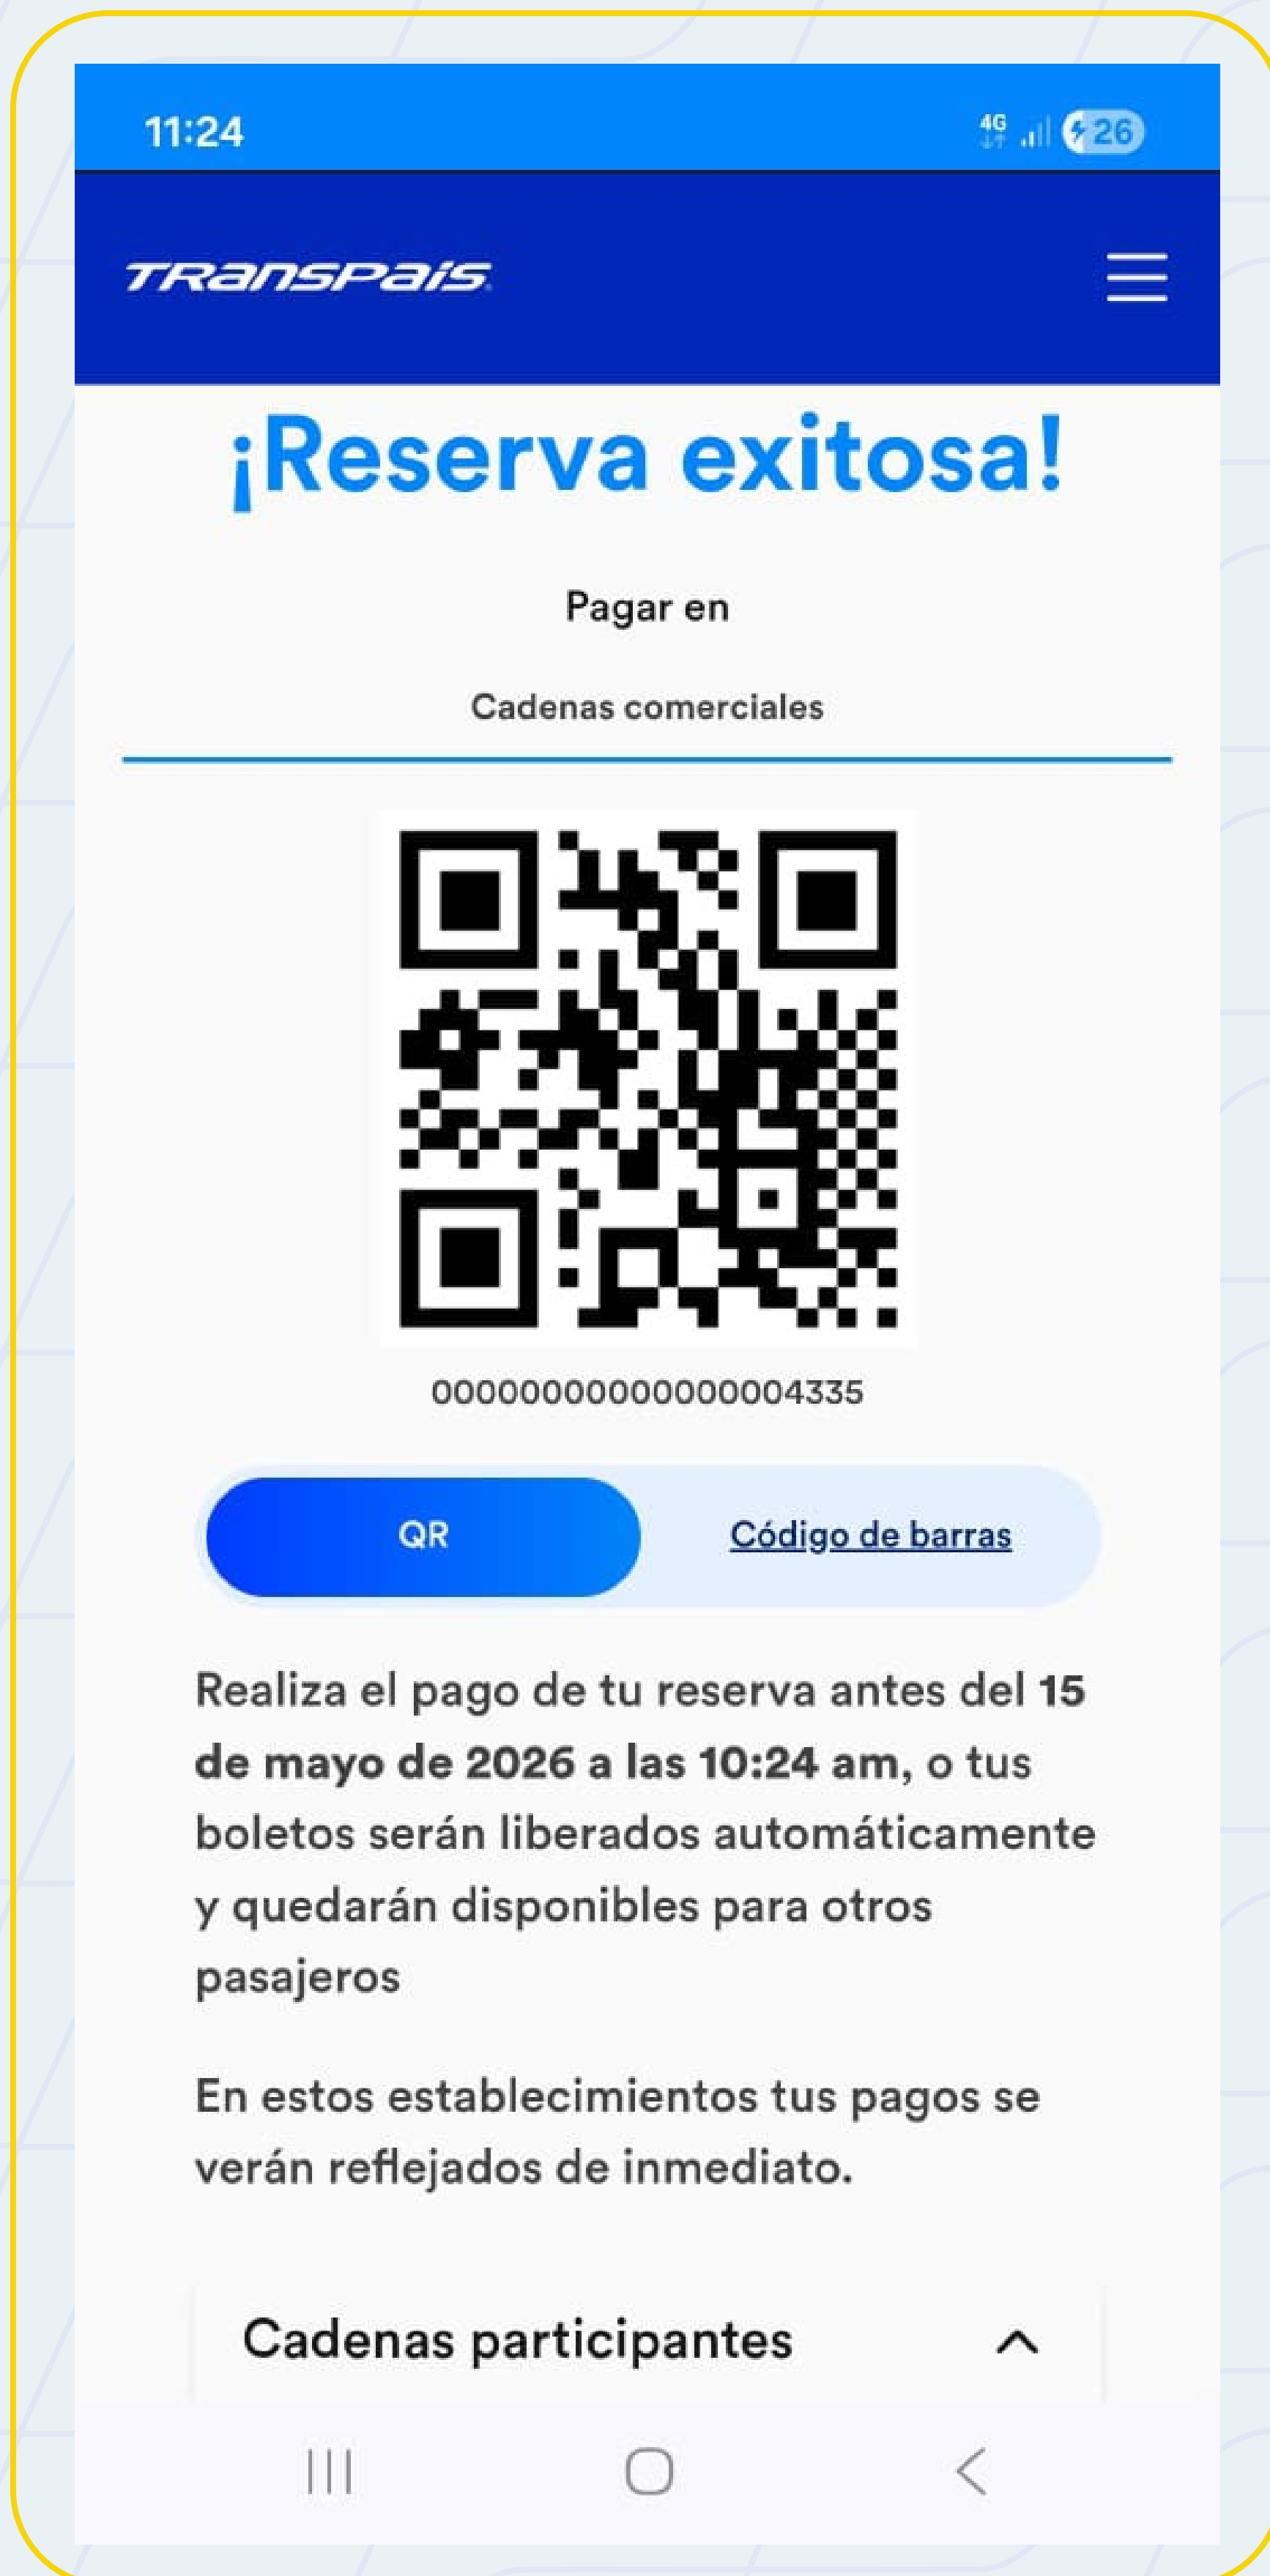 11:24
4G
26
TRANSPaís
¡Reserva exitosa!
Pagar en
Cadenas comerciales
00000000000000004335
QR
Código de barras
Realiza el pago de tu reserva antes del 15
de mayo de 2026 a las 10:24 am, o tus
boletos serán liberados automáticamente
y quedarán disponibles para otros
pasajeros
En estos establecimientos tus pagos se
verán reflejados de inmediato.
Cadenas participantes